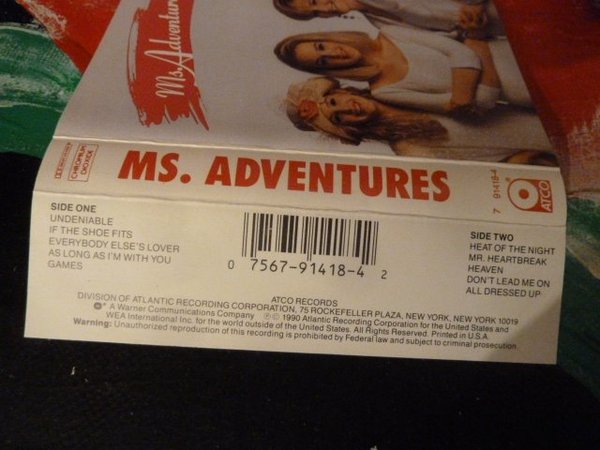 Ms. Adventur
CHROMIUM
DIOXIDE
MS. ADVENTURES
7 91418-4
ATCO
SIDE ONE
UNDENIABLE
IF THE SHOE FITS
EVERYBODY ELSE'S LOVER
AS LONG AS I'M WITH YOU
GAMES
0 7567-91418-4 2
SIDE TWO
HEAT OF THE NIGHT
MR. HEARTBREAK
HEAVEN
DON'T LEAD ME ON
ALL DRESSED UP
ATCO RECORDS
DIVISION OF ATLANTIC RECORDING CORPORATION, 75 ROCKEFELLER PLAZA, NEW YORK, NEW YORK 10019
A Warner Communications Company ℗© 1990 Atlantic Recording Corporation for the United States and
WEA International Inc. for the world outside of the United States. All Rights Reserved. Printed in U.S.A.
Warning: Unauthorized reproduction of this recording is prohibited by Federal law and subject to criminal prosecution.